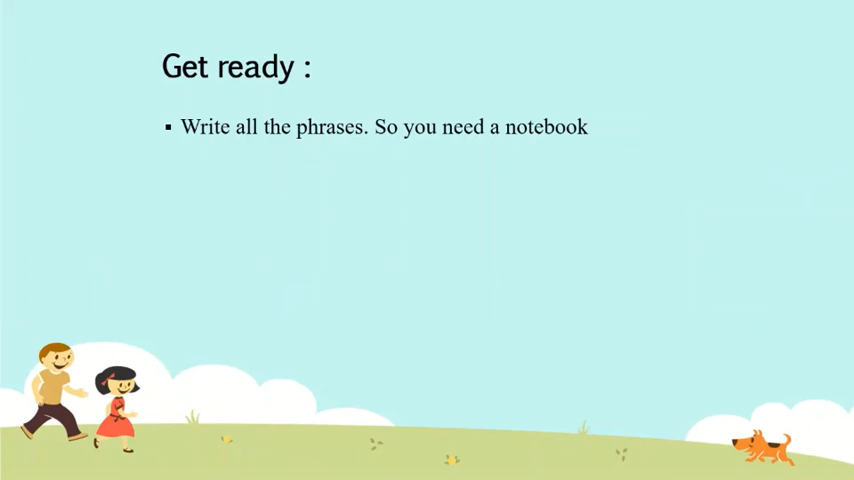 Get ready :
▪ Write all the phrases. So you need a notebook